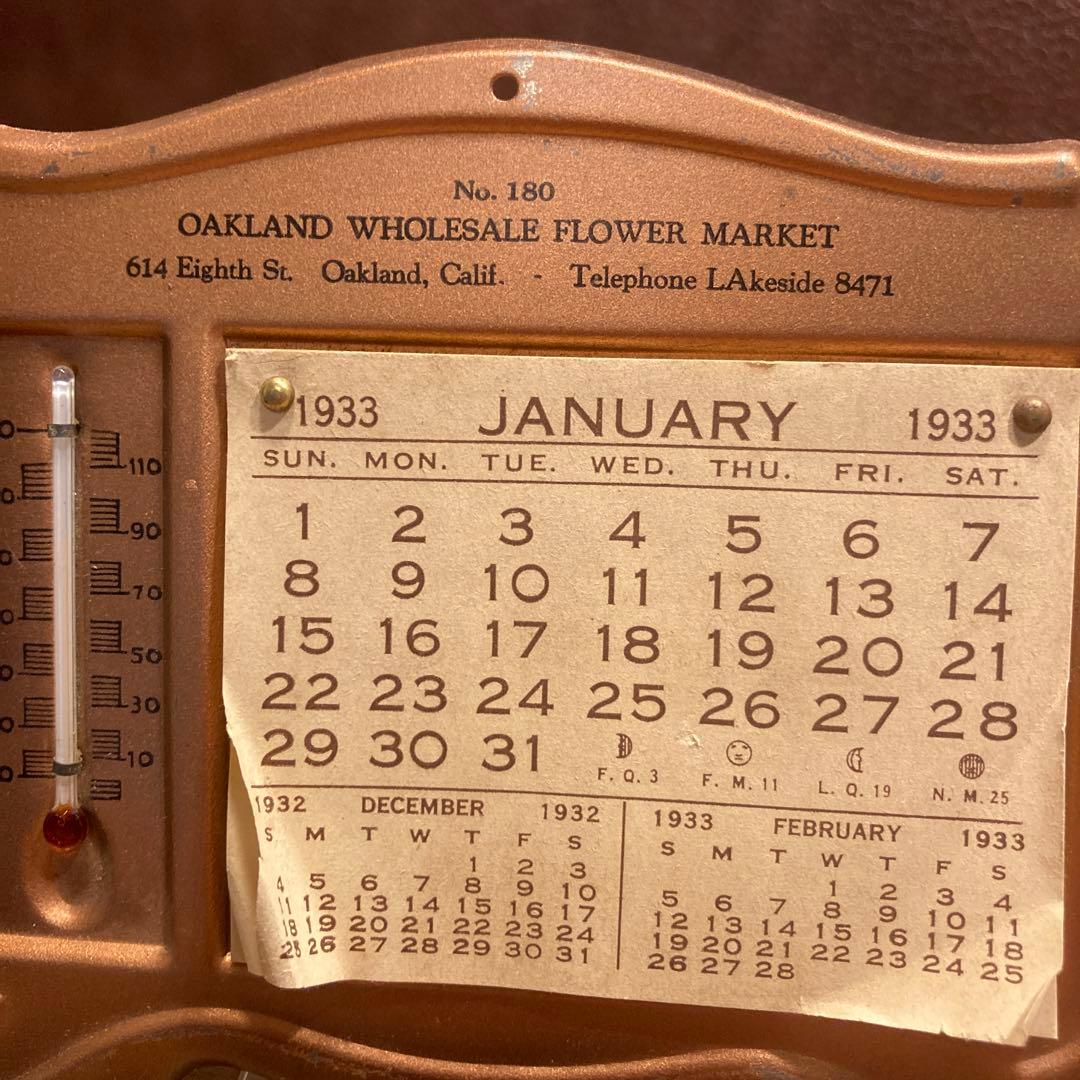 No. 180
OAKLAND WHOLESALE FLOWER MARKET
614 Eighth St. Oakland, Calif. - Telephone LAkeside 8471
1933 JANUARY 1933
SUN. MON. TUE. WED. THU. FRI. SAT.
1 2 3 4 5 6 7
8 9 10 11 12 13 14
15 16 17 18 19 20 21
22 23 24 25 26 27 28
29 30 31
F. Q. 3 F. M. 11 L. Q. 19 N. M. 25
1932 DECEMBER 1932
S M T W T F S
1 2 3
4 5 6 7 8 9 10
11 12 13 14 15 16 17
18 19 20 21 22 23 24
25 26 27 28 29 30 31
1933 FEBRUARY 1933
S M T W T F S
1 2 3 4
5 6 7 8 9 10 11
12 13 14 15 16 17 18
19 20 21 22 23 24 25
26 27 28
110
90
70
50
30
10